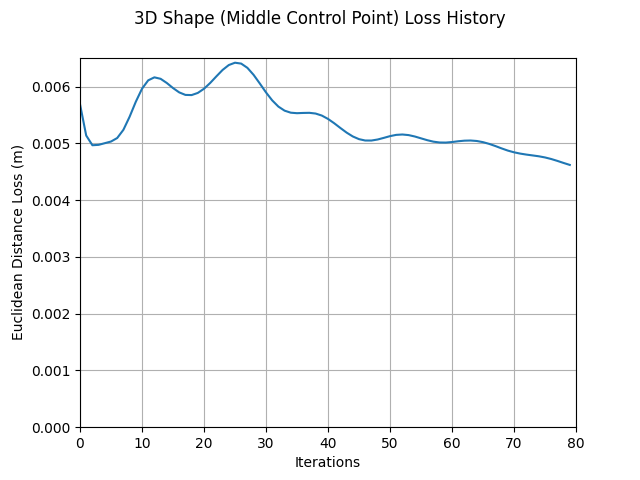 3D Shape (Middle Control Point) Loss History
Euclidean Distance Loss (m)
0.006
0.005
0.004
0.003
0.002
0.001
0.000
0 10 20 30 40 50 60 70 80
Iterations